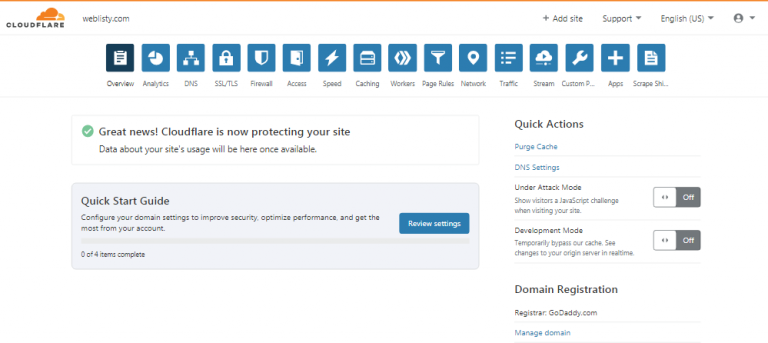 CLOUDFLARE
weblisty.com
+ Add site
Support
English (US)
Overview
Analytics
DNS
SSL/TLS
Firewall
Access
Speed
Caching
Workers
Page Rules
Network
Traffic
Stream
Custom P...
Apps
Scrape Shi...
Great news! Cloudflare is now protecting your site
Data about your site's usage will be here once available.
Quick Start Guide
Configure your domain settings to improve security, optimize performance, and get the
most from your account.
Review settings
0 of 4 items complete
Quick Actions
Purge Cache
DNS Settings
Under Attack Mode
Show visitors a JavaScript challenge
when visiting your site.
Off
Development Mode
Temporarily bypass our cache. See
changes to your origin server in realtime.
Off
Domain Registration
Registrar: GoDaddy.com
Manage domain